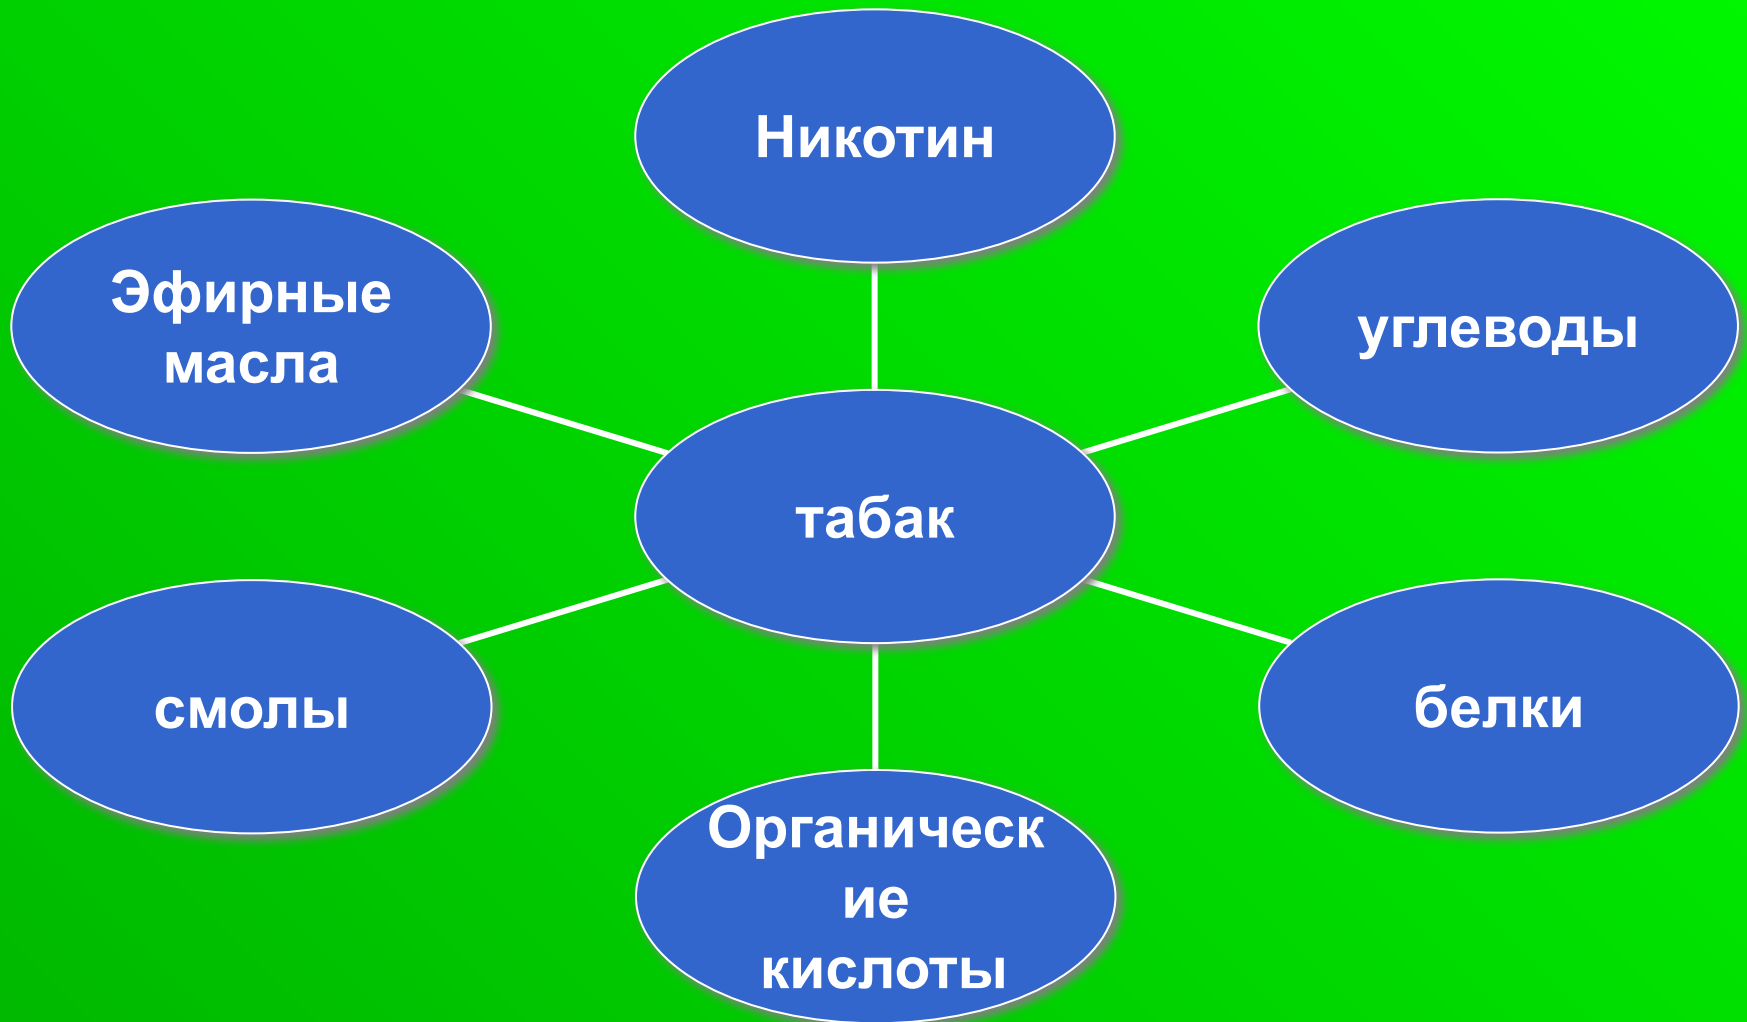 Никотин
Эфирные
масла
углеводы
табак
смолы
белки
Органическ
ие
кислоты